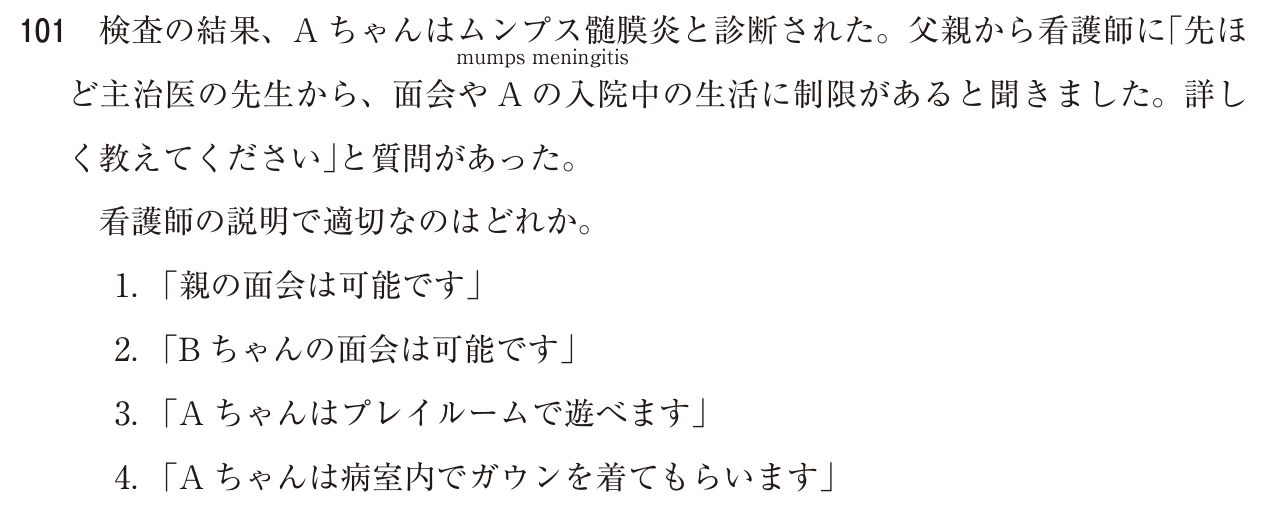 101 検査の結果、A ちゃんはムンプス髄膜炎と診断された。父親から看護師に「先ほ
mumps meningitis
ど主治医の先生から、面会や A の入院中の生活に制限があると聞きました。詳し
く教えてください」と質問があった。
看護師の説明で適切なのはどれか。
1. 「親の面会は可能です」
2. 「B ちゃんの面会は可能です」
3. 「A ちゃんはプレイルームで遊べます」
4. 「A ちゃんは病室内でガウンを着てもらいます」